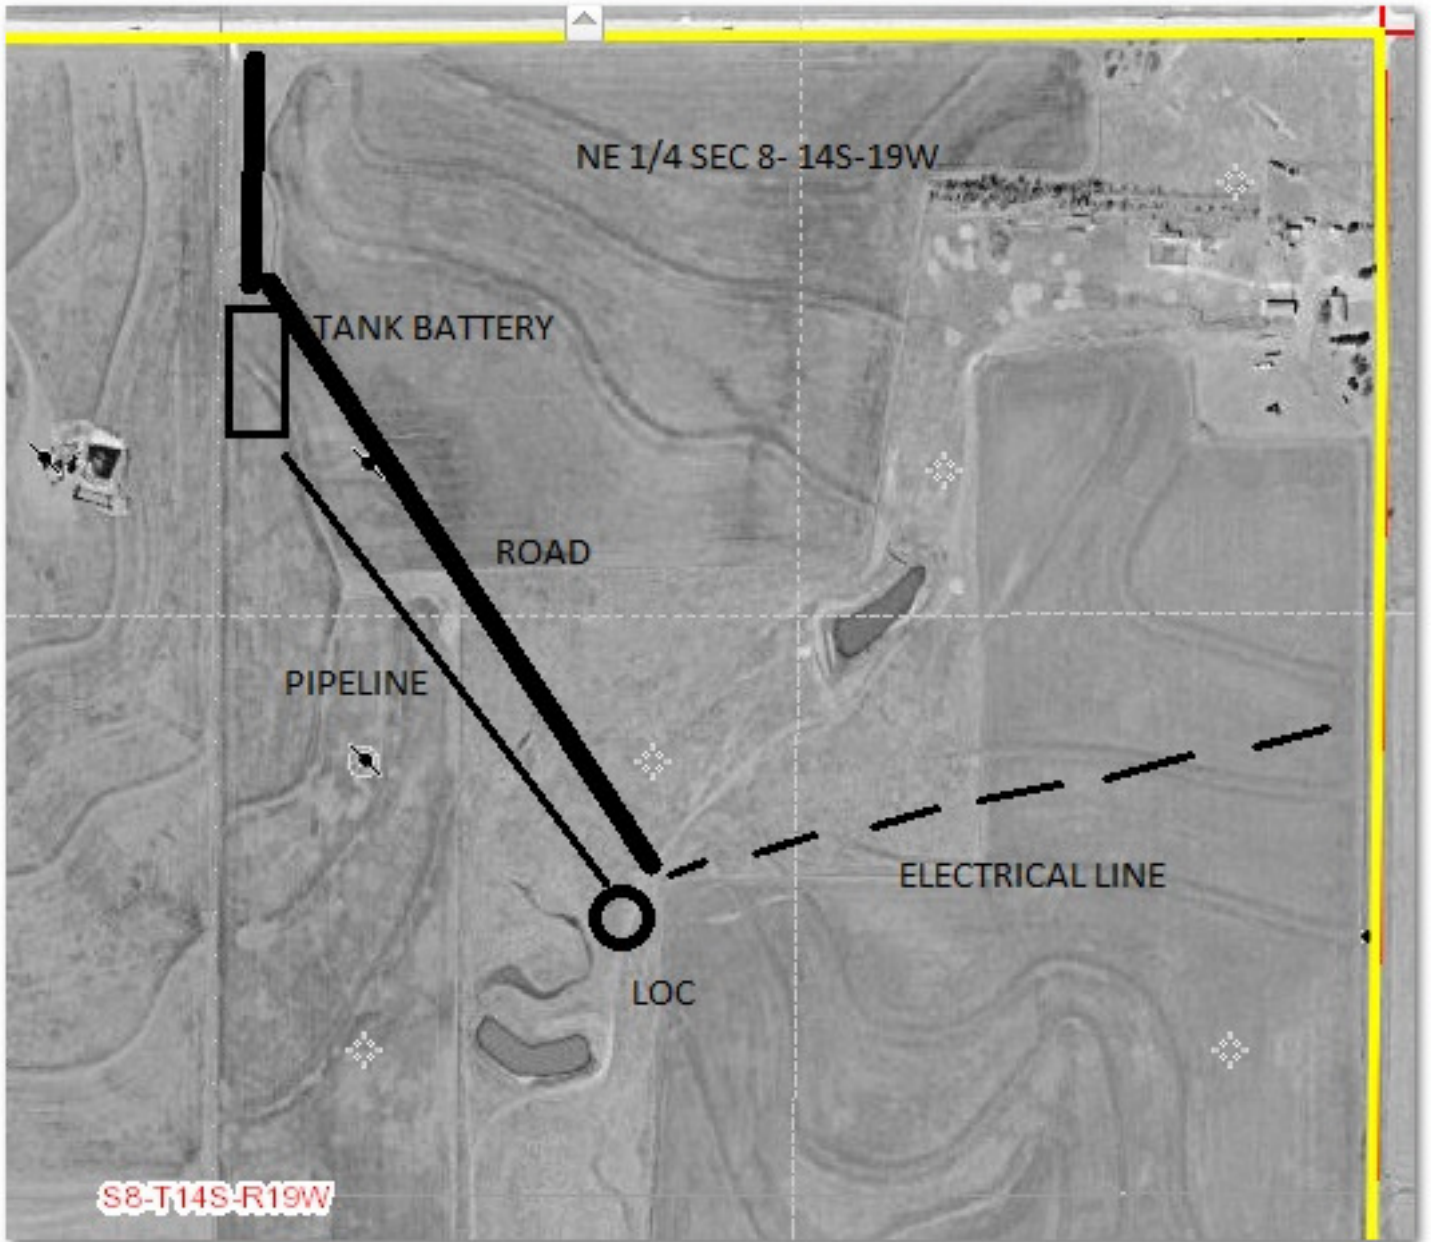 NE 1/4 SEC 8- 14S-19W
TANK BATTERY
ROAD
PIPELINE
ELECTRICAL LINE
LOC
S8-T14S-R19W